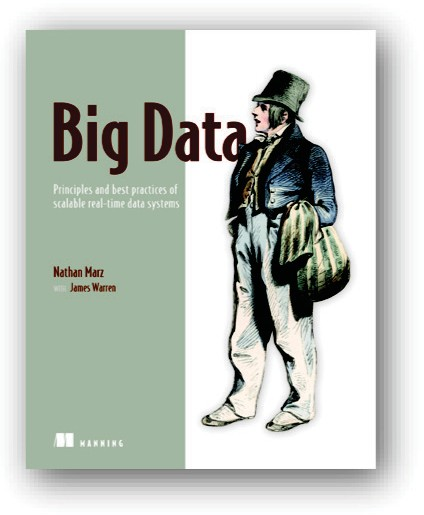 Big Data
Principles and best practices of
scalable real-time data systems
Nathan Marz
WITH James Warren
MANNING